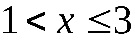 1 < x ≤ 3